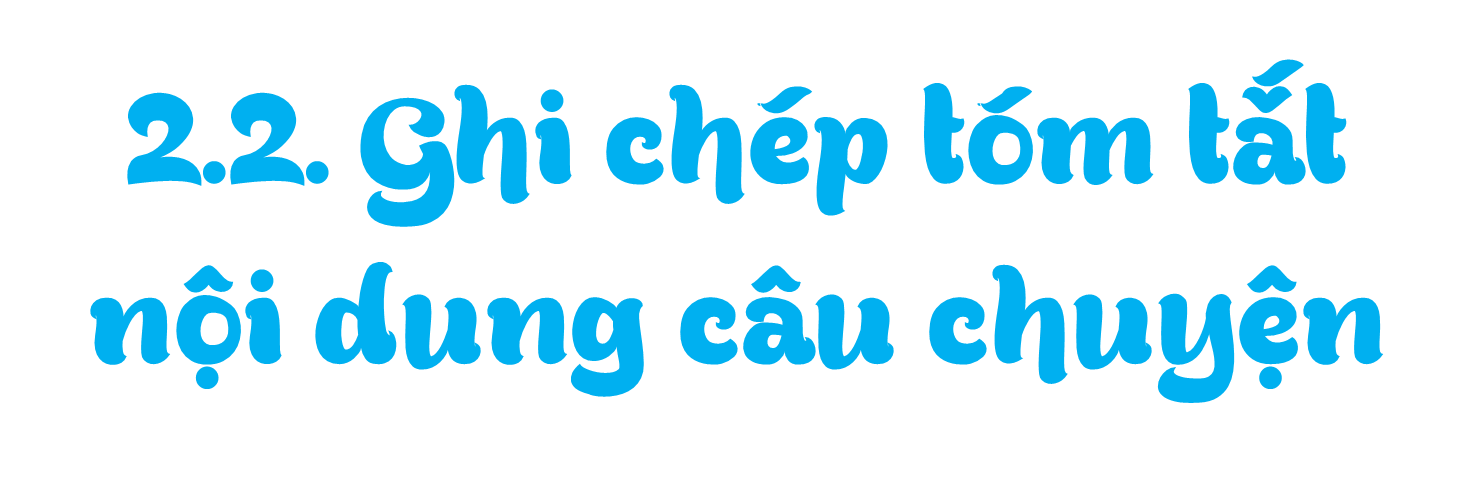 2.2. Ghi chép tóm tắt
nội dung câu chuyện